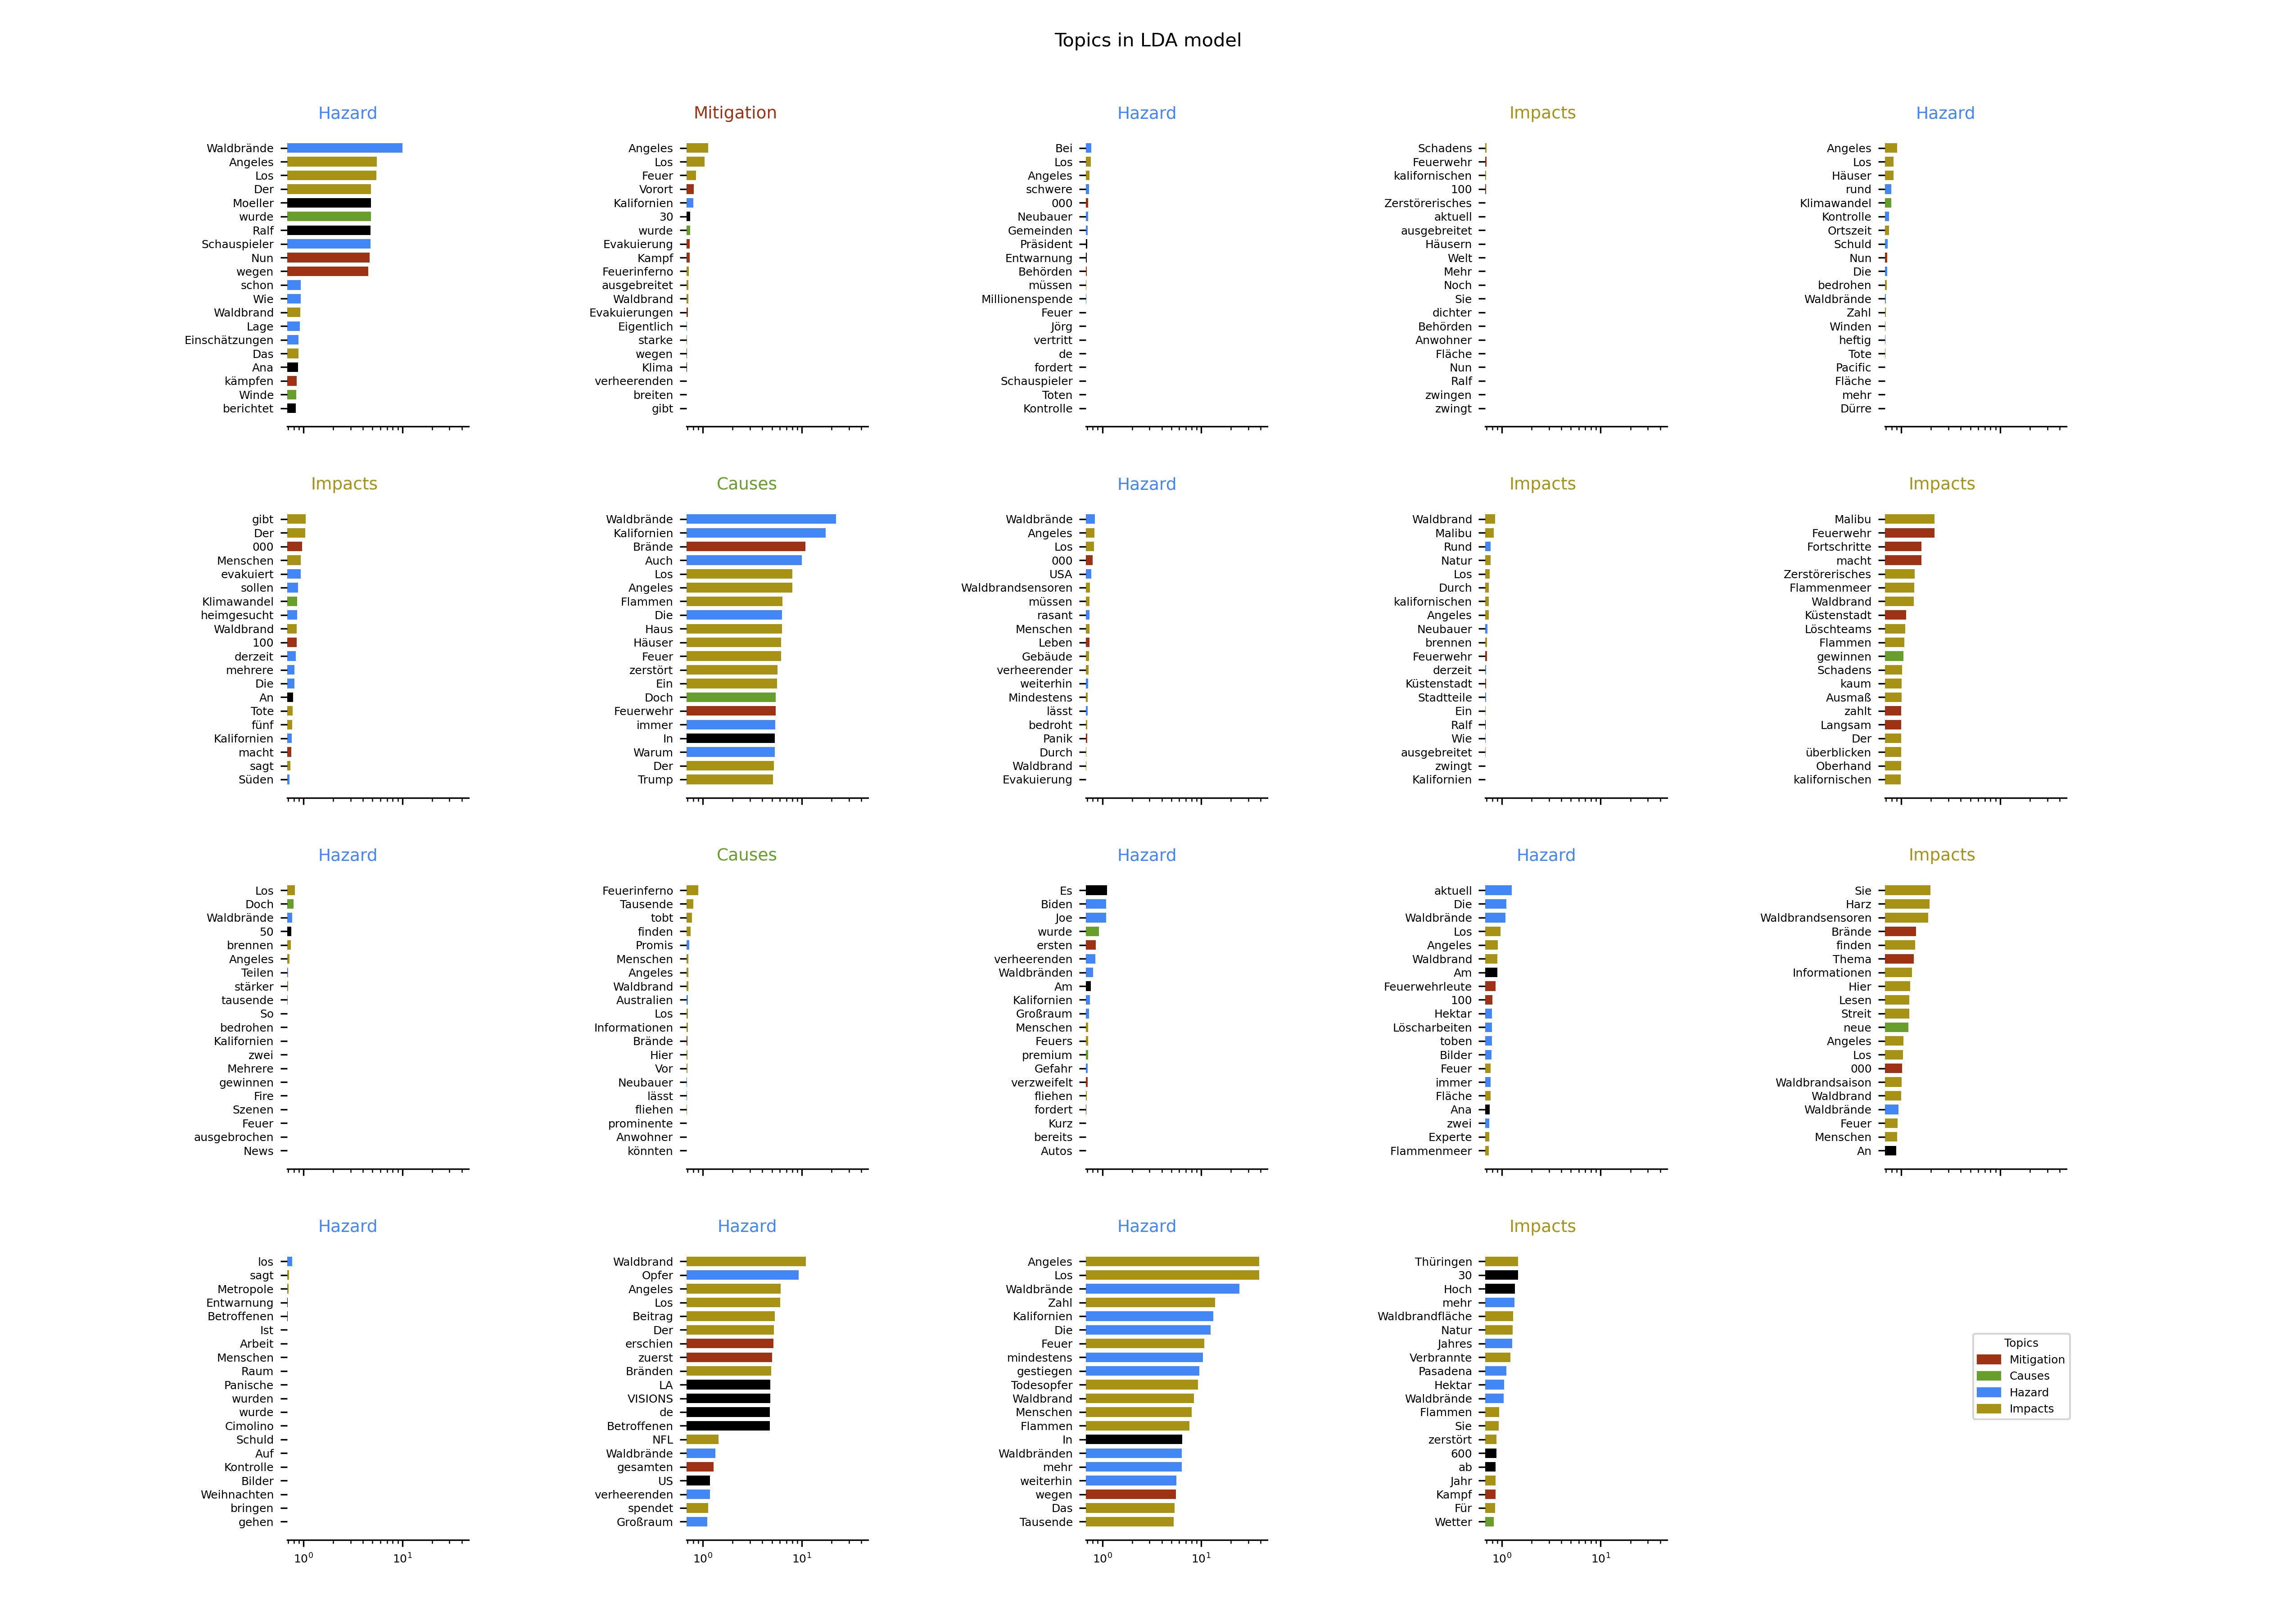 Topics in LDA model
Hazard
Waldbrände
Angeles
Los
Der
Moeller
wurde
Ralf
Schauspieler
Nun
wegen
schon
Wie
Waldbrand
Lage
Einschätzungen
Das
Ana
kämpfen
Winde
berichtet
Mitigation
Angeles
Los
Feuer
Vorort
Kalifornien
30
wurde
Evakuierung
Kampf
Feuerinferno
ausgebreitet
Waldbrand
Evakuierungen
Eigentlich
starke
wegen
Klima
verheerenden
breiten
gibt
Hazard
Bei
Los
Angeles
schwere
000
Neubauer
Gemeinden
Präsident
Entwarnung
Behörden
müssen
Millionenspende
Feuer
Jörg
vertritt
de
fordert
Schauspieler
Toten
Kontrolle
Impacts
Schadens
Feuerwehr
kalifornischen
100
Zerstörerisches
aktuell
ausgebreitet
Häusern
Welt
Mehr
Noch
Sie
dichter
Behörden
Anwohner
Fläche
Nun
Ralf
zwingen
zwingt
Hazard
Angeles
Los
Häuser
rund
Klimawandel
Kontrolle
Ortszeit
Schuld
Nun
Die
bedrohen
Waldbrände
Zahl
Winden
heftig
Tote
Pacific
Fläche
mehr
Dürre
Impacts
gibt
Der
000
Menschen
evakuiert
sollen
Klimawandel
heimgesucht
Waldbrand
100
derzeit
mehrere
Die
An
Tote
fünf
Kalifornien
macht
sagt
Süden
Causes
Waldbrände
Kalifornien
Brände
Auch
Los
Angeles
Flammen
Die
Haus
Häuser
Feuer
zerstört
Ein
Doch
Feuerwehr
immer
In
Warum
Der
Trump
Hazard
Waldbrände
Angeles
Los
000
USA
Waldbrandsensoren
müssen
rasant
Menschen
Leben
Gebäude
verheerender
weiterhin
Mindestens
lässt
bedroht
Panik
Durch
Waldbrand
Evakuierung
Impacts
Waldbrand
Malibu
Rund
Natur
Los
Durch
kalifornischen
Angeles
Neubauer
brennen
Feuerwehr
derzeit
Küstenstadt
Stadtteile
Ein
Ralf
Wie
ausgebreitet
zwingt
Kalifornien
Impacts
Malibu
Feuerwehr
Fortschritte
macht
Zerstörerisches
Flammenmeer
Waldbrand
Küstenstadt
Löschteams
Flammen
gewinnen
Schadens
kaum
Ausmaß
zahlt
Langsam
Der
überblicken
Oberhand
kalifornischen
Hazard
Los
Doch
Waldbrände
50
brennen
Angeles
Teilen
stärker
tausende
So
bedrohen
Kalifornien
zwei
Mehrere
gewinnen
Fire
Szenen
Feuer
ausgebrochen
News
Causes
Feuerinferno
Tausende
tobt
finden
Promis
Menschen
Angeles
Waldbrand
Australien
Los
Informationen
Brände
Hier
Vor
Neubauer
lässt
fliehen
prominente
Anwohner
könnten
Hazard
Es
Biden
Joe
wurde
ersten
verheerenden
Waldbränden
Am
Kalifornien
Großraum
Menschen
Feuers
premium
Gefahr
verzweifelt
fliehen
fordert
Kurz
bereits
Autos
Hazard
aktuell
Die
Waldbrände
Los
Angeles
Waldbrand
Am
Feuerwehrleute
100
Hektar
Löscharbeiten
toben
Bilder
Feuer
immer
Fläche
Ana
zwei
Experte
Flammenmeer
Impacts
Sie
Harz
Waldbrandsensoren
Brände
finden
Thema
Informationen
Hier
Lesen
Streit
neue
Angeles
Los
000
Waldbrandsaison
Waldbrand
Waldbrände
Feuer
Menschen
An
Hazard
los
sagt
Metropole
Entwarnung
Betroffenen
Ist
Arbeit
Menschen
Raum
Panische
wurden
wurde
Cimolino
Schuld
Auf
Kontrolle
Bilder
Weihnachten
bringen
gehen
10⁰ 10¹
Hazard
Waldbrand
Opfer
Angeles
Los
Beitrag
Der
erschien
zuerst
Bränden
LA
VISIONS
de
Betroffenen
NFL
Waldbrände
gesamten
US
verheerenden
spendet
Großraum
10⁰ 10¹
Hazard
Angeles
Los
Waldbrände
Zahl
Kalifornien
Die
Feuer
mindestens
gestiegen
Todesopfer
Waldbrand
Menschen
Flammen
In
Waldbränden
mehr
weiterhin
wegen
Das
Tausende
10⁰ 10¹
Impacts
Thüringen
30
Hoch
mehr
Waldbrandfläche
Natur
Jahres
Verbrannte
Pasadena
Hektar
Waldbrände
Flammen
Sie
zerstört
600
ab
Jahr
Kampf
Für
Wetter
10⁰ 10¹
Topics
Mitigation
Causes
Hazard
Impacts